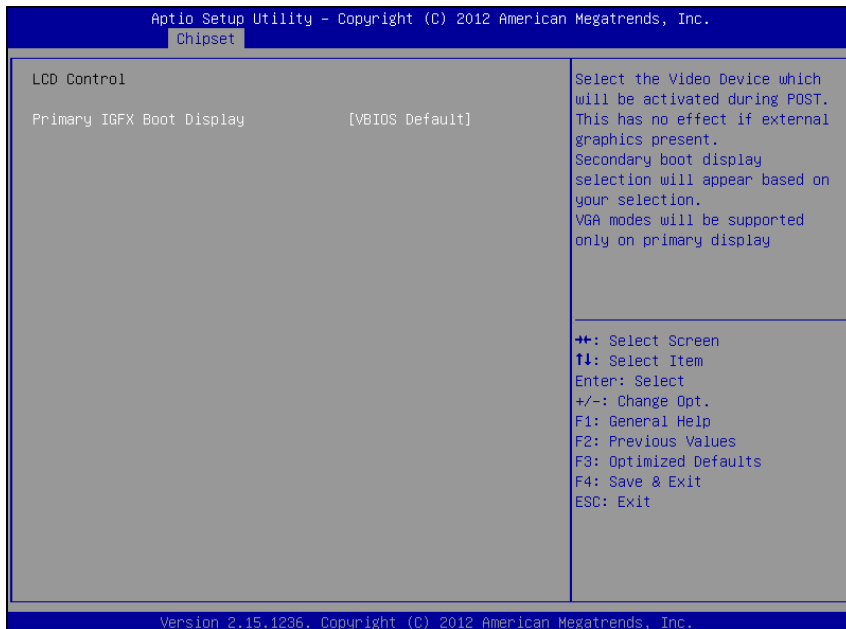 Aptio Setup Utility – Copyright (C) 2012 American Megatrends, Inc.
Chipset
LCD Control
Primary IGFX Boot Display [VBIOS Default]
Select the Video Device which
will be activated during POST.
This has no effect if external
graphics present.
Secondary boot display
selection will appear based on
your selection.
VGA modes will be supported
only on primary display
→←: Select Screen
↑↓: Select Item
Enter: Select
+/-: Change Opt.
F1: General Help
F2: Previous Values
F3: Optimized Defaults
F4: Save & Exit
ESC: Exit
Version 2.15.1236. Copyright (C) 2012 American Megatrends, Inc.